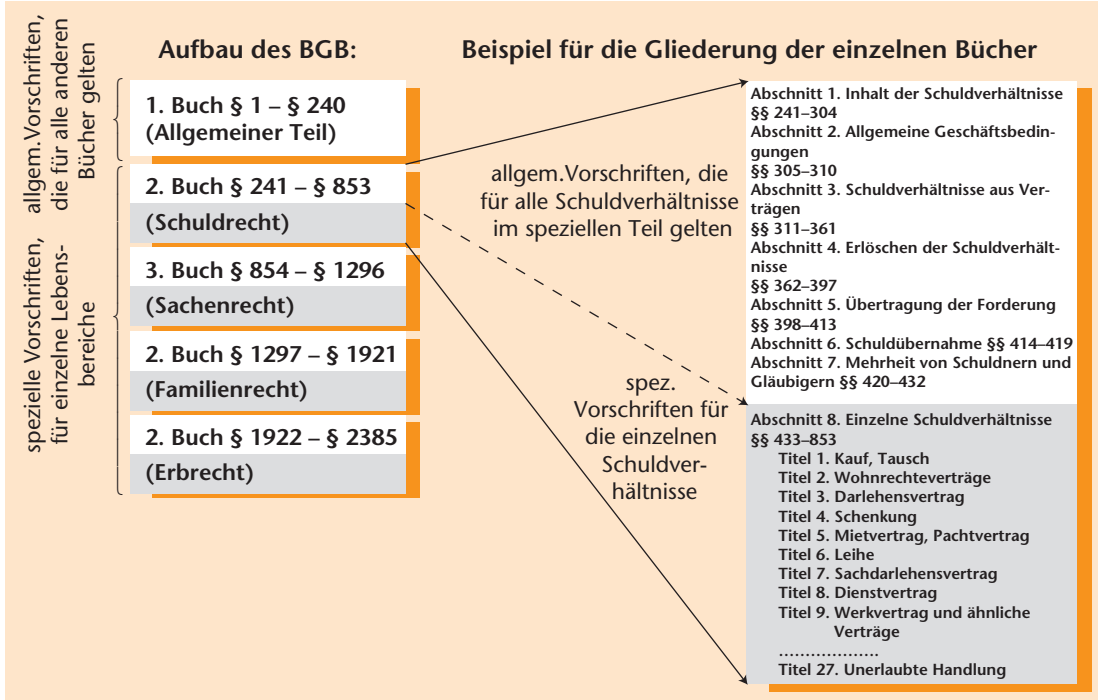 allgem.Vorschriften,
die für alle anderen
Bücher gelten
spezielle Vorschriften,
für einzelne Lebens-
bereiche
Aufbau des BGB:
1. Buch § 1 – § 240
(Allgemeiner Teil)
2. Buch § 241 – § 853
(Schuldrecht)
3. Buch § 854 – § 1296
(Sachenrecht)
2. Buch § 1297 – § 1921
(Familienrecht)
2. Buch § 1922 – § 2385
(Erbrecht)
Beispiel für die Gliederung der einzelnen Bücher
allgem.Vorschriften, die
für alle Schuldverhältnisse
im speziellen Teil gelten
spez.
Vorschriften für
die einzelnen
Schuldver-
hältnisse
Abschnitt 1. Inhalt der Schuldverhältnisse
§§ 241–304
Abschnitt 2. Allgemeine Geschäftsbedin-
gungen
§§ 305–310
Abschnitt 3. Schuldverhältnisse aus Ver-
trägen
§§ 311–361
Abschnitt 4. Erlöschen der Schuldverhält-
nisse
§§ 362–397
Abschnitt 5. Übertragung der Forderung
§§ 398–413
Abschnitt 6. Schuldübernahme §§ 414–419
Abschnitt 7. Mehrheit von Schuldnern und
Gläubigern §§ 420–432
Abschnitt 8. Einzelne Schuldverhältnisse
§§ 433–853
Titel 1. Kauf, Tausch
Titel 2. Wohnrechteverträge
Titel 3. Darlehensvertrag
Titel 4. Schenkung
Titel 5. Mietvertrag, Pachtvertrag
Titel 6. Leihe
Titel 7. Sachdarlehensvertrag
Titel 8. Dienstvertrag
Titel 9. Werkvertrag und ähnliche
Verträge
...................
Titel 27. Unerlaubte Handlung